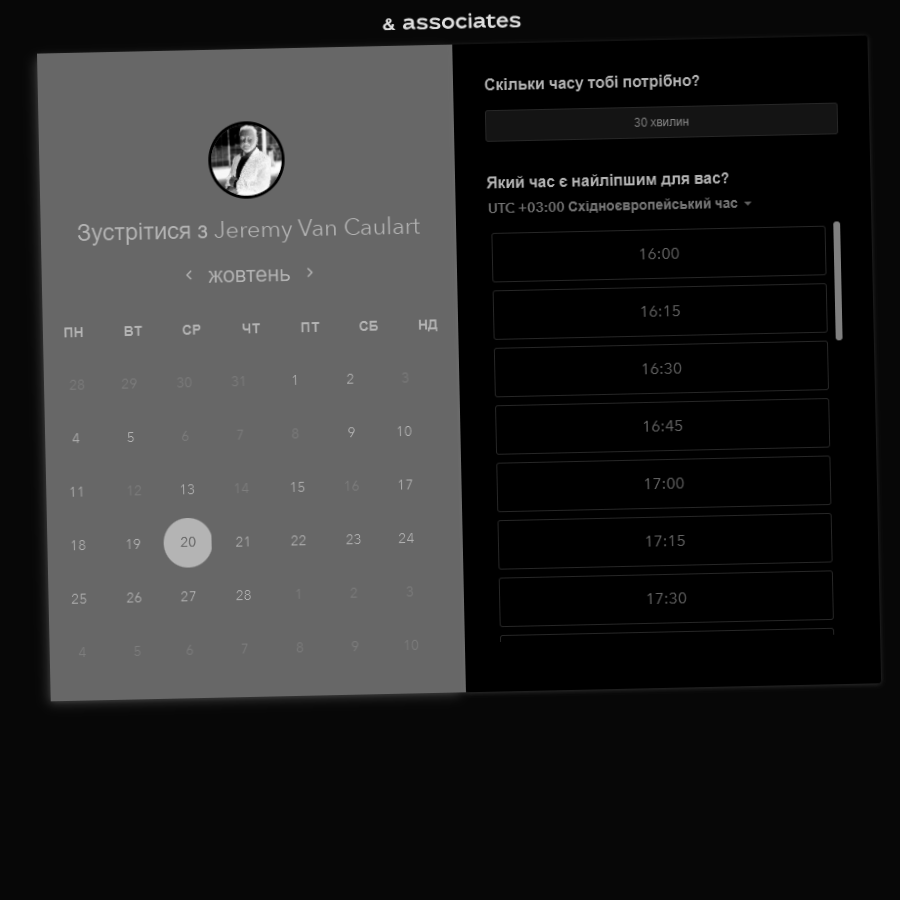 & associates
Зустрітися з Jeremy Van Caulart
‹ жовтень ›
ПН ВТ СР ЧТ ПТ СБ НД
28 29 30 31 1 2 3
4 5 6 7 8 9 10
11 12 13 14 15 16 17
18 19 20 21 22 23 24
25 26 27 28 1 2 3
4 5 6 7 8 9 10
Скільки часу тобі потрібно?
30 хвилин
Який час є найліпшим для вас?
UTC +03:00 Східноєвропейський час
16:00
16:15
16:30
16:45
17:00
17:15
17:30